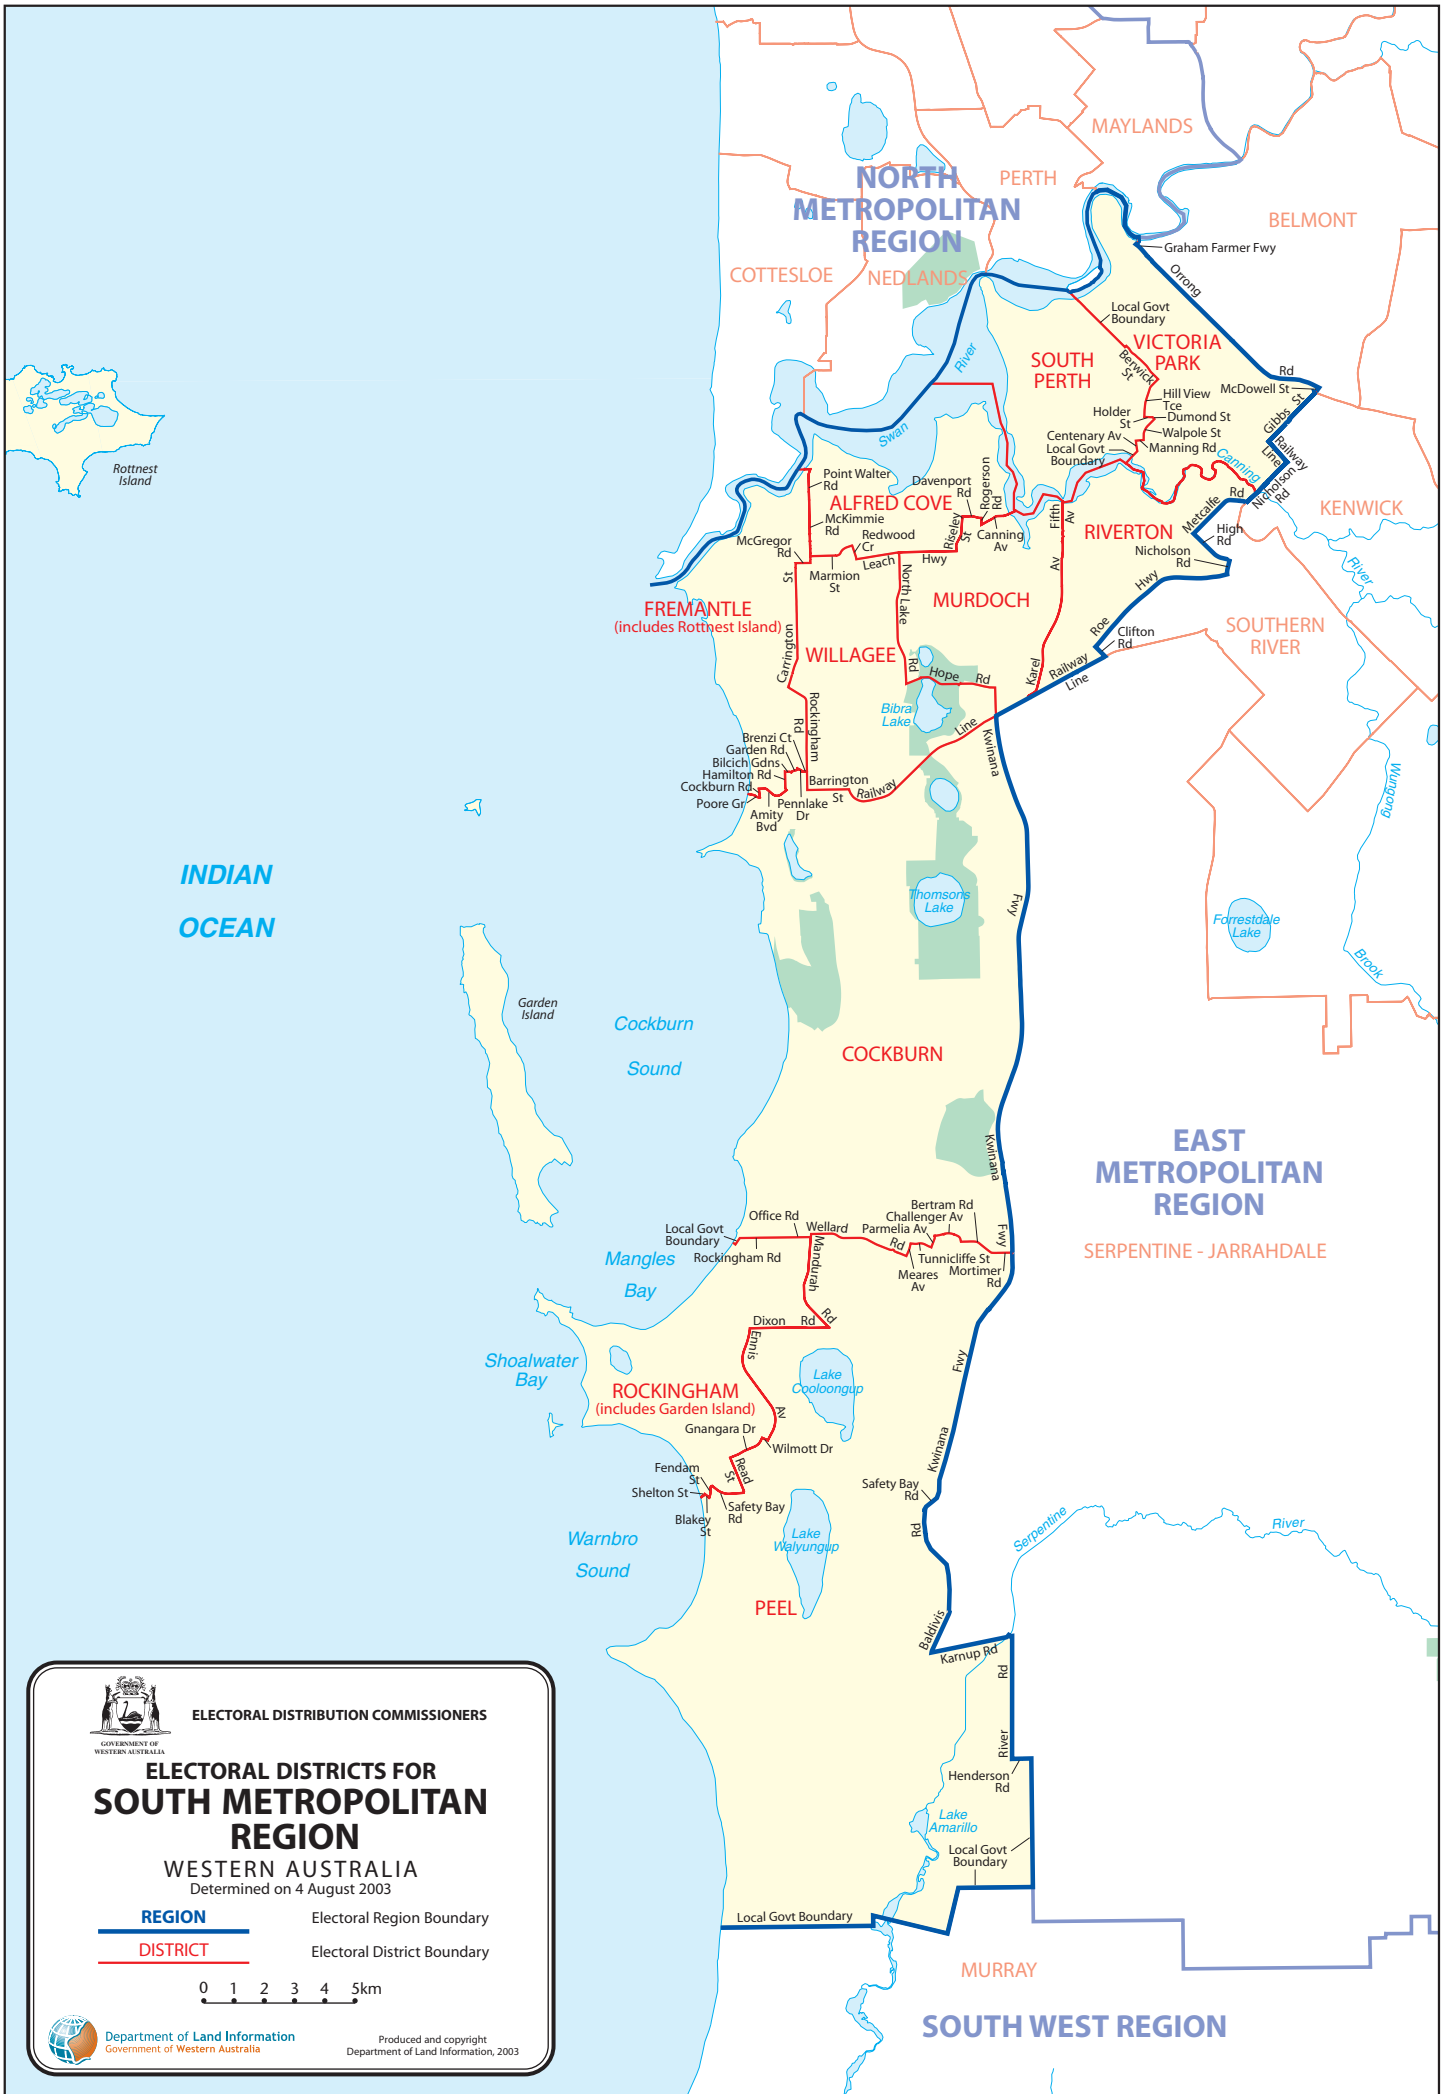 MAYLANDS
NORTH
METROPOLITAN
REGION
PERTH
BELMONT
COTTESLOE
NEDLANDS
Graham Farmer Fwy
Orrong
Rd
Local Govt
Boundary
VICTORIA
PARK
SOUTH
PERTH
River
Swan
Berwick
St
McDowell St
Gibbs
St
Hill View
Tce
Holder
St
Dumond St
Walpole St
Centenary Av
Manning Rd
Local Govt
Boundary
Railway
Line
Canning
Nicholson
Rd
Rottnest
Island
Point Walter
Rd
ALFRED COVE
Davenport
Rd
Rogerson
Rd
McKimmie
Rd
Redwood
Cr
Riseley
St
Canning
Av
Fifth
Av
RIVERTON
Metcalfe
Rd
High
Rd
Nicholson
Rd
KENWICK
River
McGregor
Rd
St
Marmion
St
Leach
Hwy
North Lake
Rd
Av
Hwy
Roe
FREMANTLE
(includes Rottnest Island)
MURDOCH
Clifton
Rd
SOUTHERN
RIVER
Carrington
WILLAGEE
Hope
Rd
Karel
Railway
Line
Rockingham
Rd
Bibra
Lake
Line
Kwinana
Brenzi Ct
Garden Rd
Bilcich Gdns
Hamilton Rd
Cockburn Rd
Poore Gr
Amity
Bvd
Pennlake
Dr
Barrington
St
Railway
Wungong
INDIAN
OCEAN
Thomsons
Lake
Fwy
Forrestdale
Lake
Brook
Garden
Island
Cockburn
Sound
COCKBURN
EAST
METROPOLITAN
REGION
SERPENTINE - JARRAHDALE
Kwinana
Fwy
Local Govt
Boundary
Office Rd
Rockingham Rd
Wellard
Rd
Parmelia Av
Challenger Av
Bertram Rd
Tunnicliffe St
Meares
Av
Mortimer
Rd
Mandurah
Rd
Mangles
Bay
Dixon
Rd
Ennis
Av
Shoalwater
Bay
ROCKINGHAM
(includes Garden Island)
Lake
Cooloongup
Fwy
Kwinana
Gnangara Dr
Wilmott Dr
Read
St
Fendam
St
Shelton St
Blakey
St
Safety Bay
Rd
Safety Bay
Rd
Rd
Warnbro
Sound
Lake
Walyungup
Serpentine
River
PEEL
Baldivis
Karnup Rd
Rd
River
Henderson
Rd
Lake
Amarillo
Local Govt
Boundary
Local Govt Boundary
MURRAY
SOUTH WEST REGION
GOVERNMENT OF
WESTERN AUSTRALIA
ELECTORAL DISTRIBUTION COMMISSIONERS
ELECTORAL DISTRICTS FOR
SOUTH METROPOLITAN
REGION
WESTERN AUSTRALIA
Determined on 4 August 2003
REGION
Electoral Region Boundary
DISTRICT
Electoral District Boundary
0 1 2 3 4 5km
Department of Land Information
Government of Western Australia
Produced and copyright
Department of Land Information, 2003